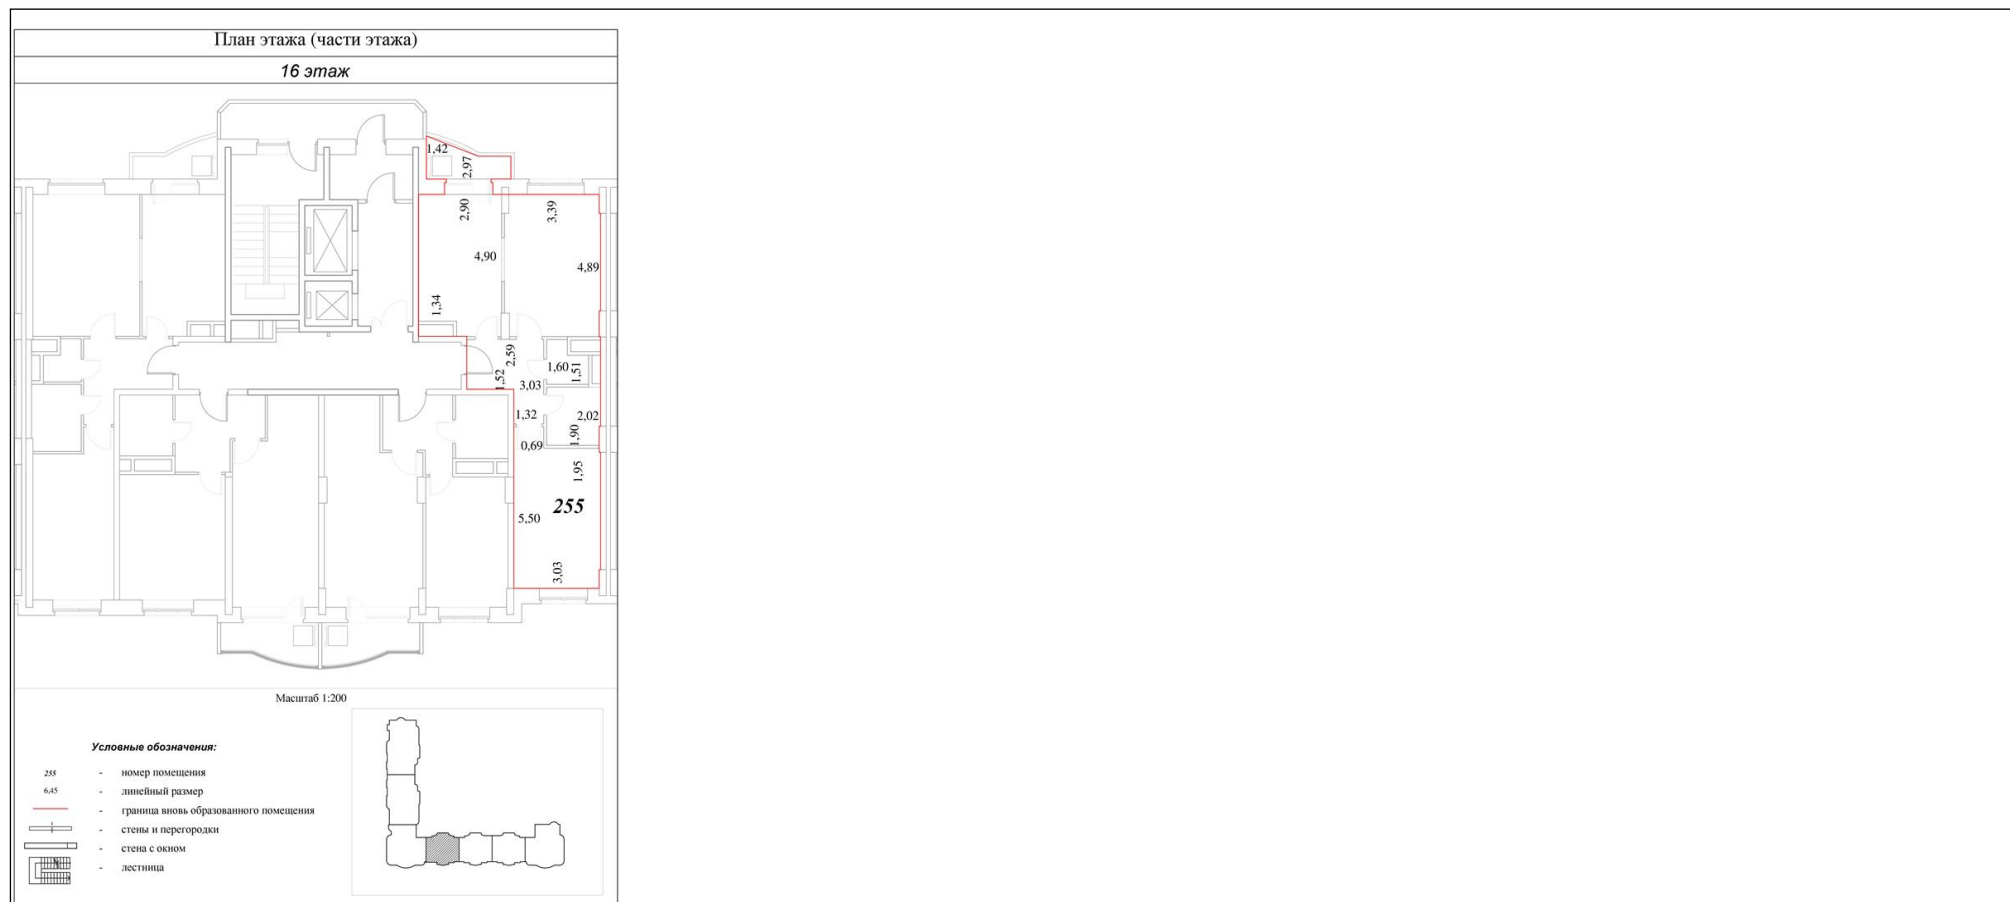 План этажа (части этажа)
16 этаж
1,42
2,97
2,90
3,39
4,90
4,89
1,34
2,59
1,60
1,51
1,52
3,03
1,32
2,02
1,90
0,69
1,95
255
5,50
3,03
Масштаб 1:200
Условные обозначения:
255 - номер помещения
6,45 - линейный размер
- граница вновь образованного помещения
- стены и перегородки
- стена с окном
- лестница